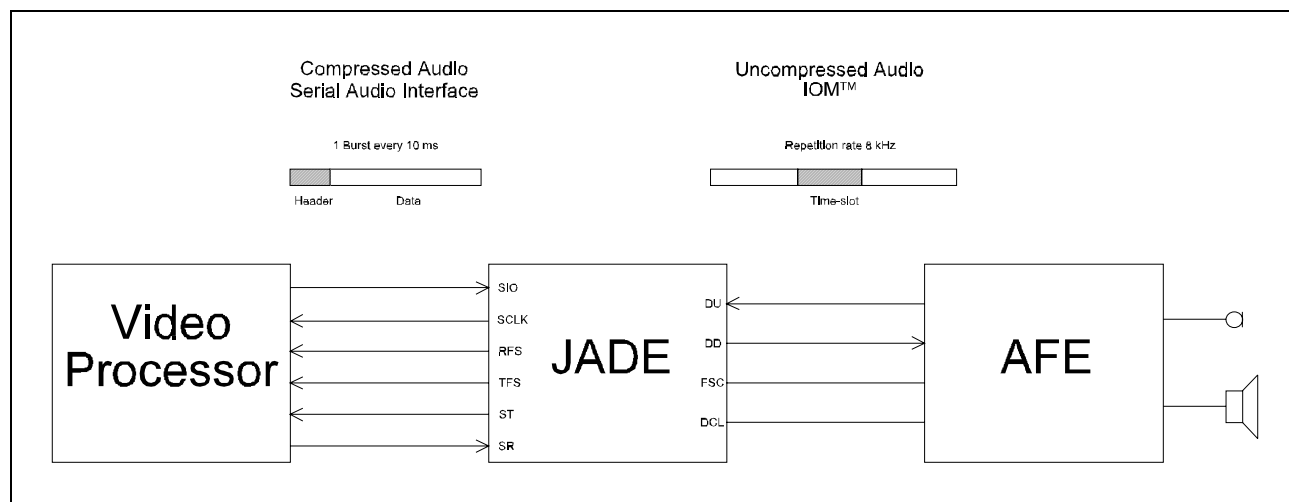 Compressed Audio
Serial Audio Interface
Uncompressed Audio
IOM™
1 Burst every 10 ms
Repetition rate 8 kHz
Header
Data
Time-slot
Video
Processor
SIO
SCLK
RFS
TFS
ST
SR
JADE
DU
DD
FSC
DCL
AFE